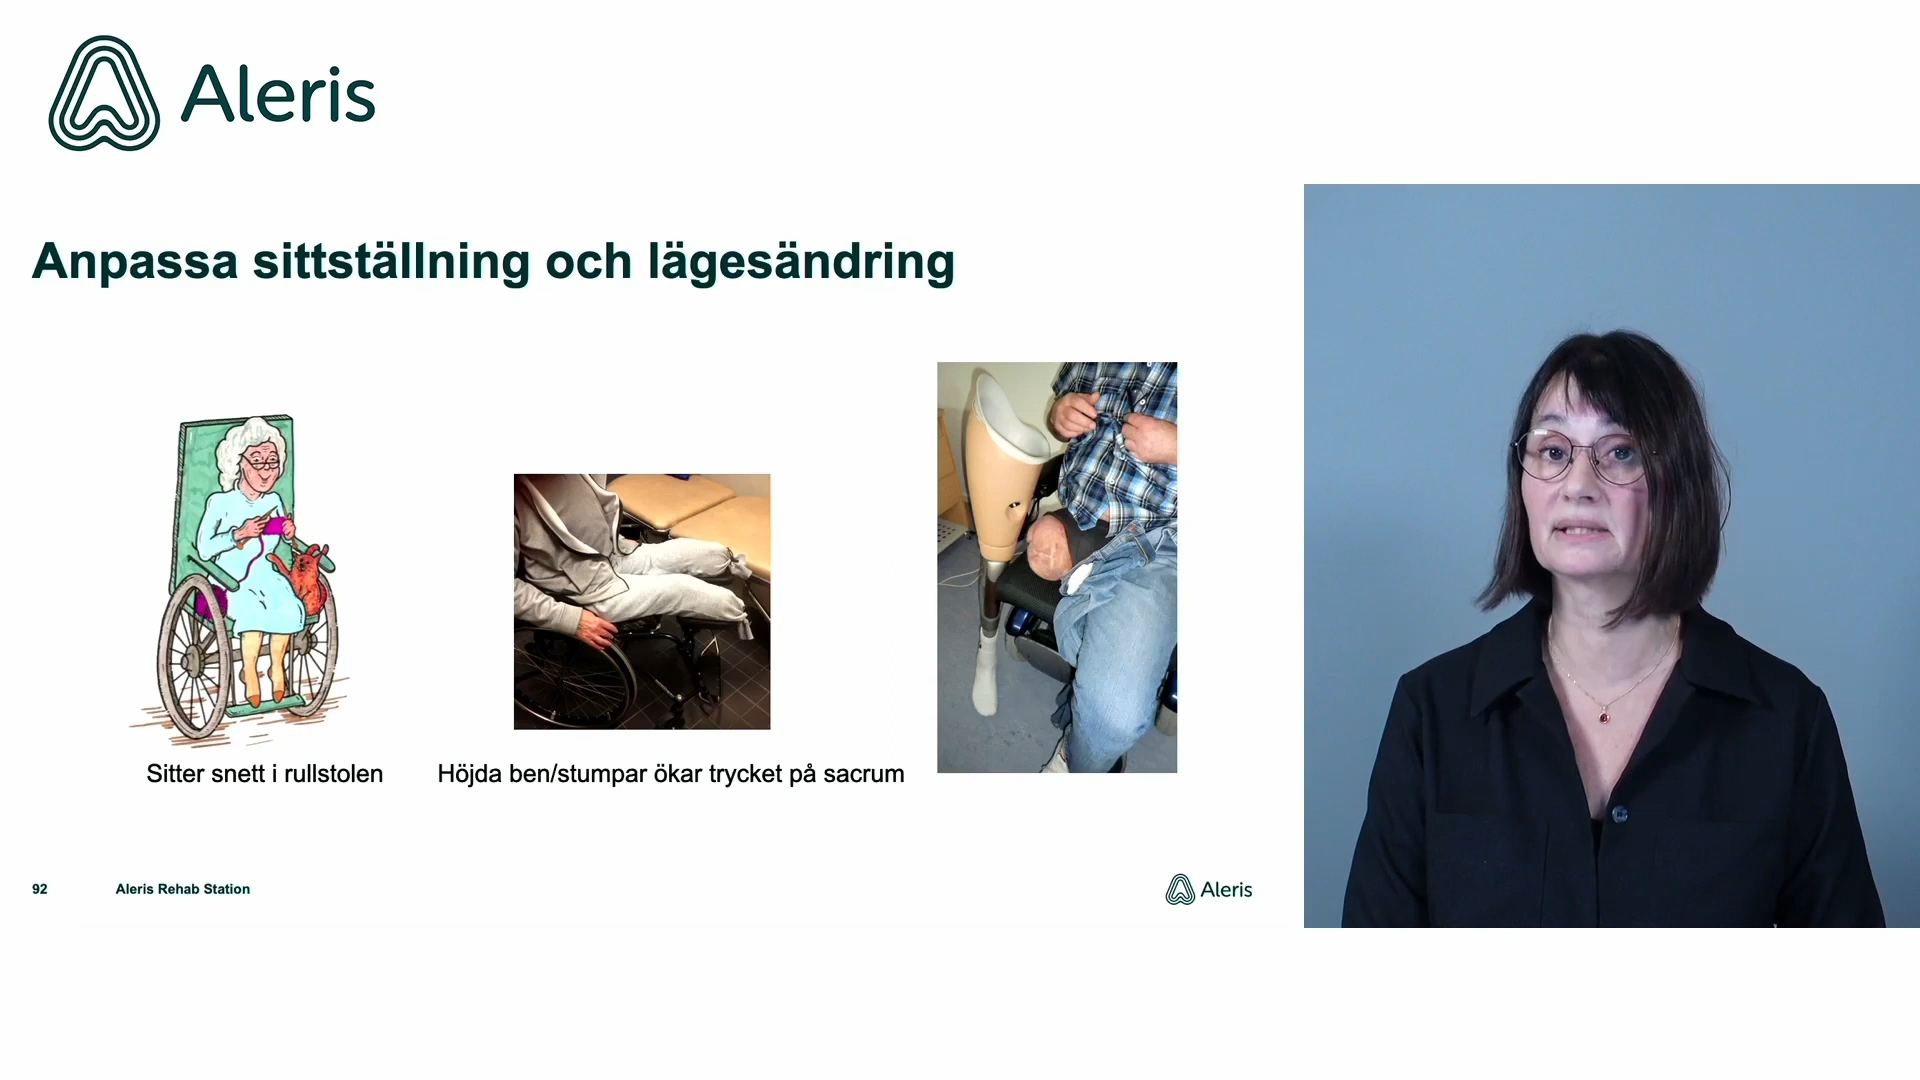 Aleris
Anpassa sittställning och lägesändring
Sitter snett i rullstolen
Höjda ben/stumpar ökar trycket på sacrum
92
Aleris Rehab Station
Aleris